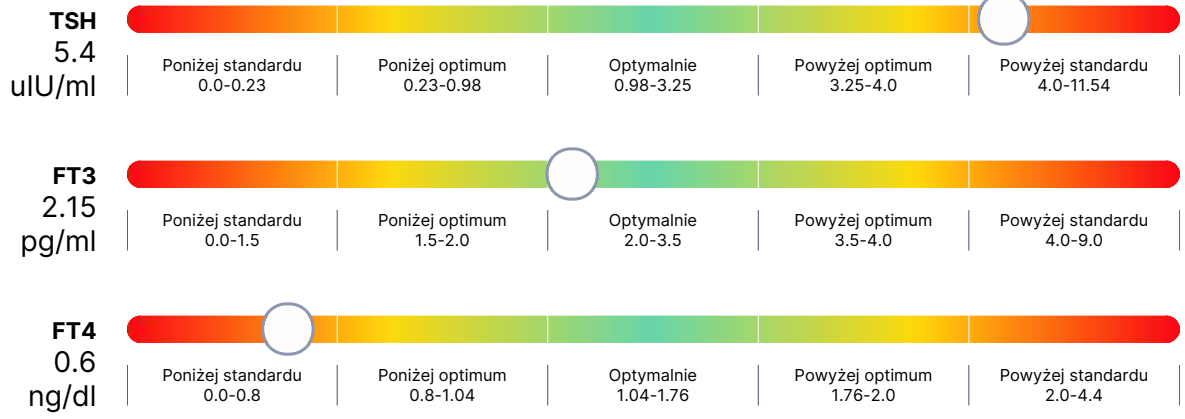 TSH
5.4
uIU/ml
Poniżej standardu
0.0-0.23
Poniżej optimum
0.23-0.98
Optymalnie
0.98-3.25
Powyżej optimum
3.25-4.0
Powyżej standardu
4.0-11.54
FT3
2.15
pg/ml
Poniżej standardu
0.0-1.5
Poniżej optimum
1.5-2.0
Optymalnie
2.0-3.5
Powyżej optimum
3.5-4.0
Powyżej standardu
4.0-9.0
FT4
0.6
ng/dl
Poniżej standardu
0.0-0.8
Poniżej optimum
0.8-1.04
Optymalnie
1.04-1.76
Powyżej optimum
1.76-2.0
Powyżej standardu
2.0-4.4